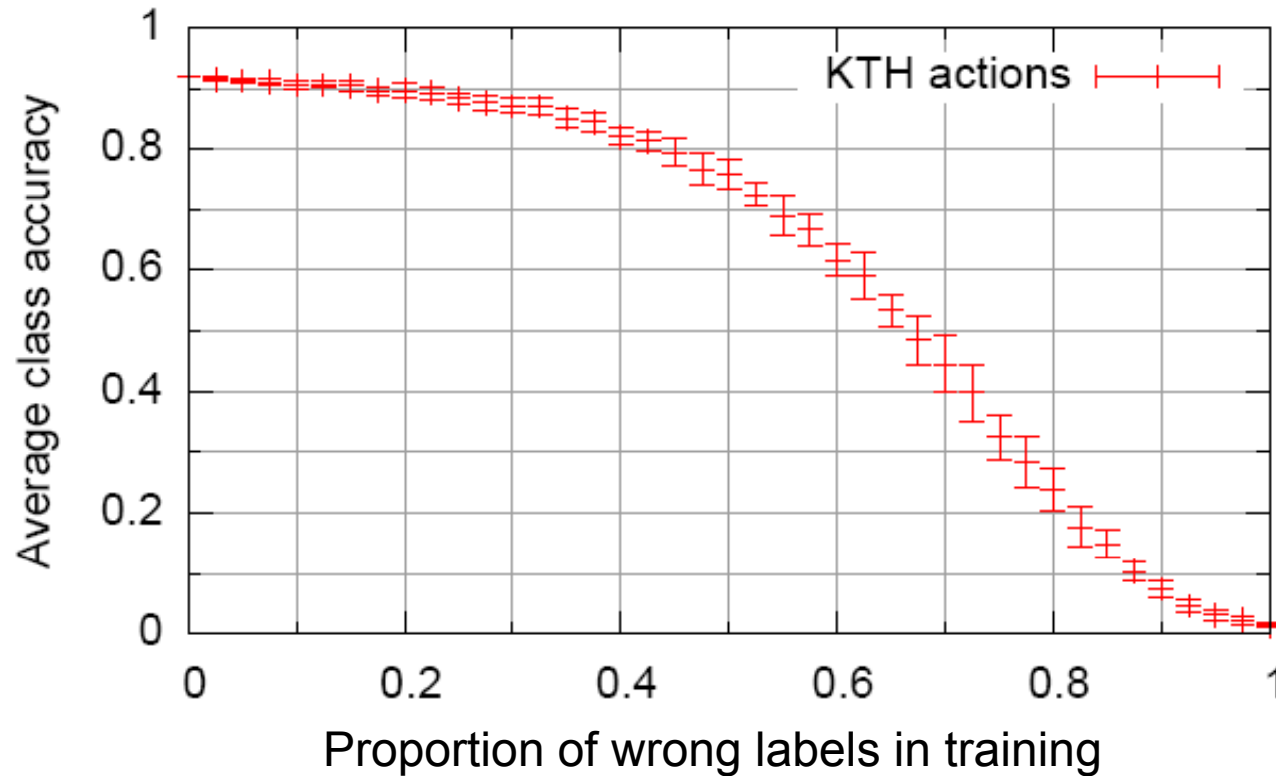 KTH actions
Average class accuracy
1
0.8
0.6
0.4
0.2
0
0 0.2 0.4 0.6 0.8 1
Proportion of wrong labels in training